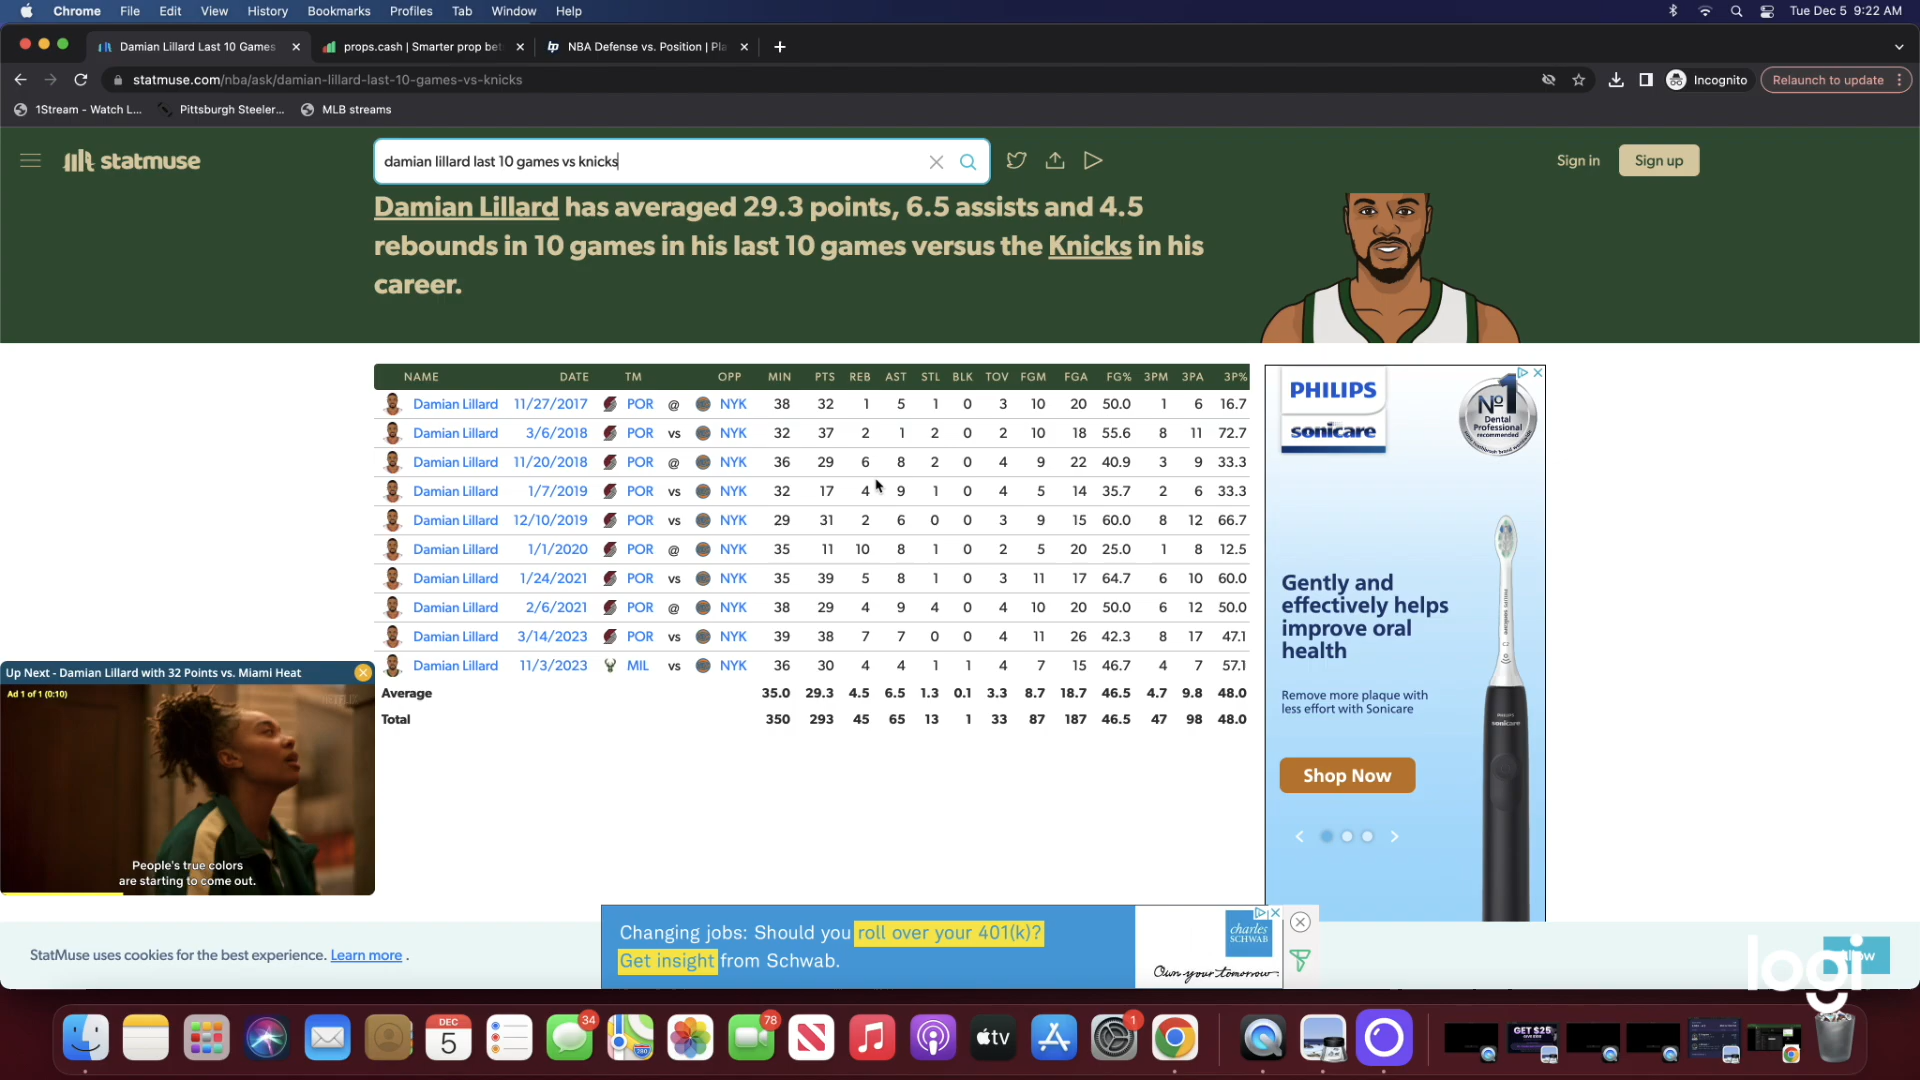 Chrome File Edit View History Bookmarks Profiles Tab Window Help Tue Dec 5 9:22 AM
Damian Lillard Last 10 Games props.cash | Smarter prop bet NBA Defense vs. Position | Pla
statmuse.com/nba/ask/damian-lillard-last-10-games-vs-knicks Incognito Relaunch to update
1Stream - Watch L... Pittsburgh Steeler... MLB streams
statmuse damian lillard last 10 games vs knicks Sign in Sign up
Damian Lillard has averaged 29.3 points, 6.5 assists and 4.5
rebounds in 10 games in his last 10 games versus the Knicks in his
career.
NAME DATE TM OPP MIN PTS REB AST STL BLK TOV FGM FGA FG% 3PM 3PA 3P%
Damian Lillard 11/27/2017 POR @ NYK 38 32 1 5 1 0 3 10 20 50.0 1 6 16.7
Damian Lillard 3/6/2018 POR vs NYK 32 37 2 1 2 0 2 10 18 55.6 8 11 72.7
Damian Lillard 11/20/2018 POR @ NYK 36 29 6 8 2 0 4 9 22 40.9 3 9 33.3
Damian Lillard 1/7/2019 POR vs NYK 32 17 4 9 1 0 4 5 14 35.7 2 6 33.3
Damian Lillard 12/10/2019 POR vs NYK 29 31 2 6 0 0 3 9 15 60.0 8 12 66.7
Damian Lillard 1/1/2020 POR @ NYK 35 11 10 8 1 0 2 5 20 25.0 1 8 12.5
Damian Lillard 1/24/2021 POR vs NYK 35 39 5 8 1 0 3 11 17 64.7 6 10 60.0
Damian Lillard 2/6/2021 POR @ NYK 38 29 4 9 4 0 4 10 20 50.0 6 12 50.0
Damian Lillard 3/14/2023 POR vs NYK 39 38 7 7 0 0 4 11 26 42.3 8 17 47.1
Damian Lillard 11/3/2023 MIL vs NYK 36 30 4 4 1 1 4 7 15 46.7 4 7 57.1
Average 35.0 29.3 4.5 6.5 1.3 0.1 3.3 8.7 18.7 46.5 4.7 9.8 48.0
Total 350 293 45 65 13 1 33 87 187 46.5 47 98 48.0
Up Next - Damian Lillard with 32 Points vs. Miami Heat
Ad 1 of 1 (0:10)
NETFLIX
People's true colors
are starting to come out.
PHILIPS
sonicare
No 1
Dental
Professional
recommended
Gently and
effectively helps
improve oral
health
Remove more plaque with
less effort with Sonicare
Shop Now
Changing jobs: Should you roll over your 401(k)?
Get insight from Schwab.
charles
SCHWAB
Own your tomorrow.
StatMuse uses cookies for the best experience. Learn more .
logi
DEC
5
34
78
tv
1
280
GET $25